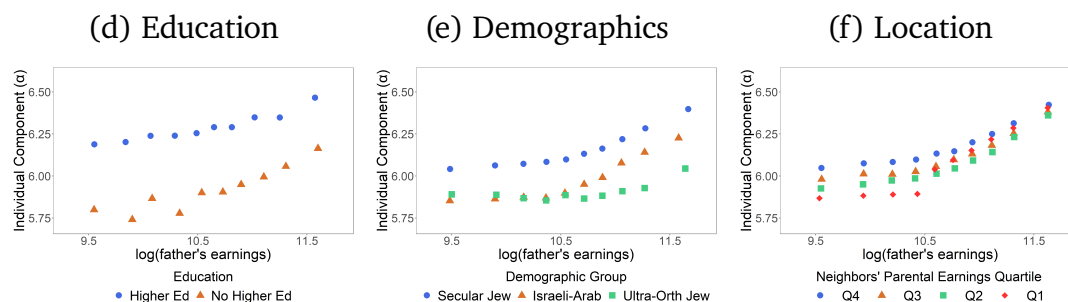 (d) Education
Individual Component (α)
6.50
6.25
6.00
5.75
9.5 10.5 11.5
log(father's earnings)
Education
Higher Ed No Higher Ed
(e) Demographics
Individual Component (α)
6.50
6.25
6.00
5.75
9.5 10.5 11.5
log(father's earnings)
Demographic Group
Secular Jew Israeli-Arab Ultra-Orth Jew
(f) Location
Individual Component (α)
6.50
6.25
6.00
5.75
9.5 10.5 11.5
log(father's earnings)
Neighbors' Parental Earnings Quartile
Q4 Q3 Q2 Q1